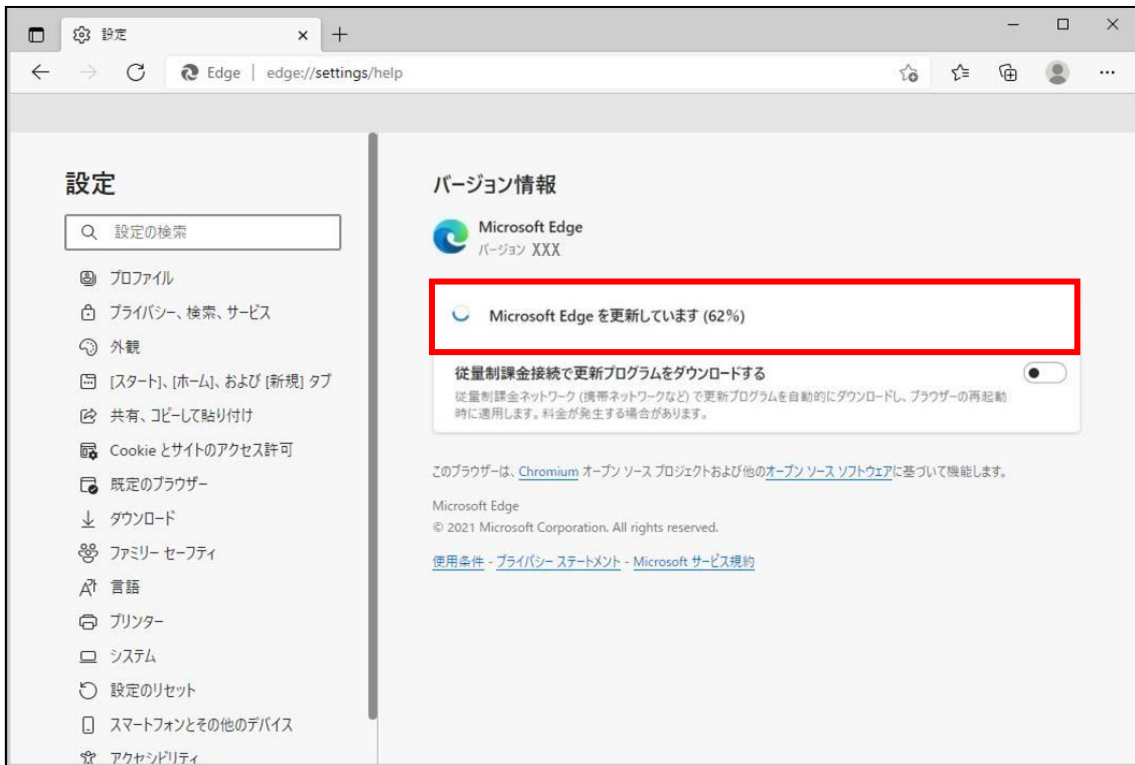 設定
Edge | edge://settings/help
設定
設定の検索
プロファイル
プライバシー、検索、サービス
外観
[スタート]、[ホーム]、および [新規] タブ
共有、コピーして貼り付け
Cookie とサイトのアクセス許可
既定のブラウザー
ダウンロード
ファミリー セーフティ
言語
プリンター
システム
設定のリセット
スマートフォンとその他のデバイス
アクセシビリティ
バージョン情報
Microsoft Edge
バージョン XXX
Microsoft Edge を更新しています (62%)
従量制課金接続で更新プログラムをダウンロードする
従量制課金ネットワーク (携帯ネットワークなど) で更新プログラムを自動的にダウンロードし、ブラウザーの再起動
時に適用します。料金が発生する場合があります。
このブラウザーは、Chromium オープン ソース プロジェクトおよび他のオープン ソース ソフトウェアに基づいて機能します。
Microsoft Edge
© 2021 Microsoft Corporation. All rights reserved.
使用条件 - プライバシー ステートメント - Microsoft サービス規約